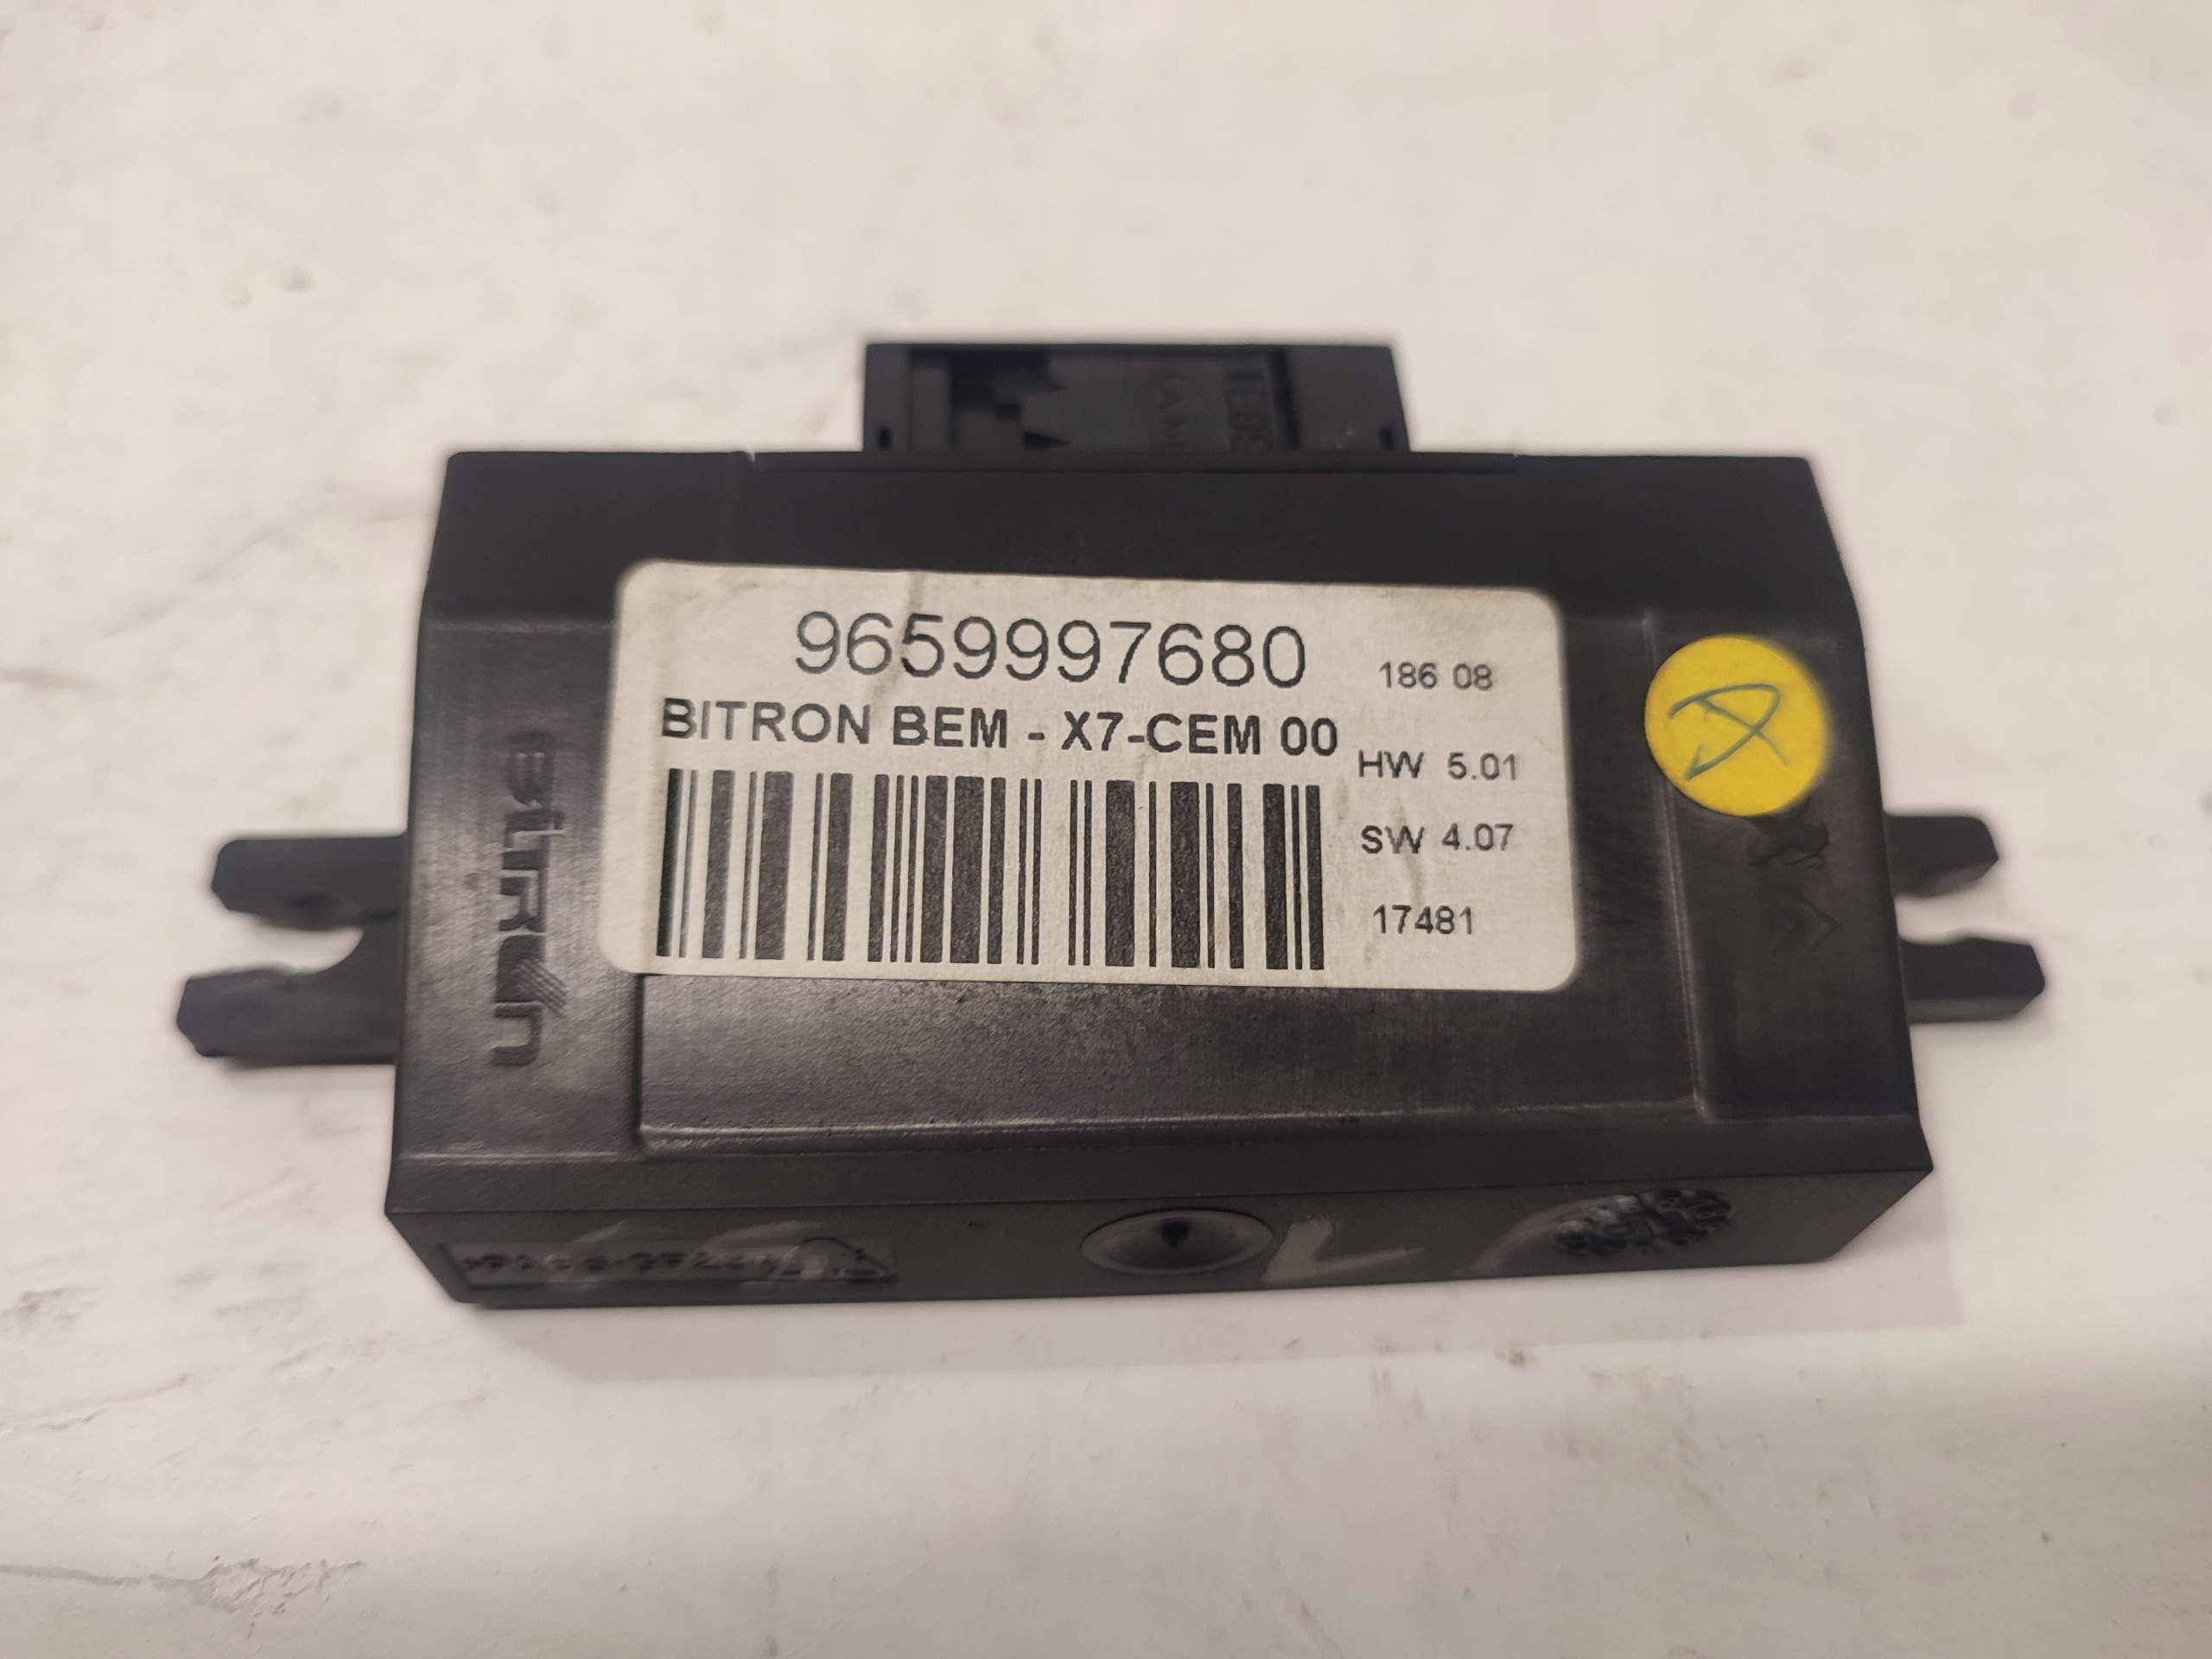 9659997680
186 08
BITRON BEM - X7-CEM 00
HW 5.01
SW 4.07
17481
BITRON